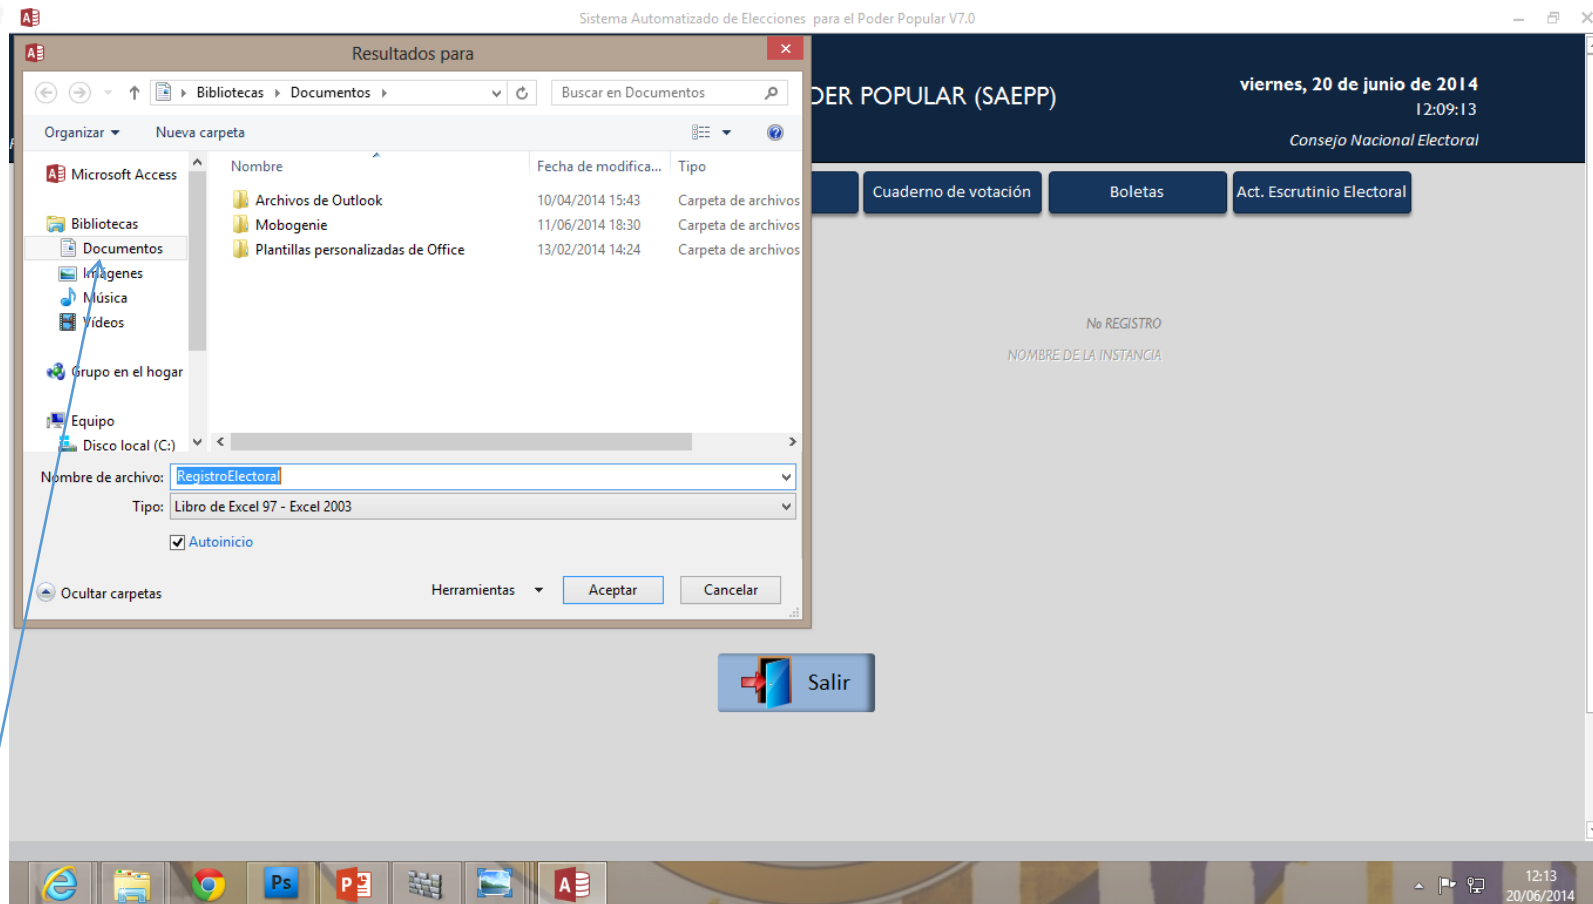 Sistema Automatizado de Elecciones para el Poder Popular V7.0
Resultados para
Bibliotecas Documentos
Buscar en Documentos
Organizar
Nueva carpeta
Microsoft Access
Bibliotecas
Documentos
Imágenes
Música
Vídeos
Grupo en el hogar
Equipo
Disco local (C:)
Nombre Fecha de modifica... Tipo
Archivos de Outlook 10/04/2014 15:43 Carpeta de archivos
Mobogenie 11/06/2014 18:30 Carpeta de archivos
Plantillas personalizadas de Office 13/02/2014 14:24 Carpeta de archivos
Nombre de archivo: RegistroElectoral
Tipo: Libro de Excel 97 - Excel 2003
Autoinicio
Ocultar carpetas
Herramientas
Aceptar
Cancelar
DER POPULAR (SAEPP)
viernes, 20 de junio de 2014
12:09:13
Consejo Nacional Electoral
Cuaderno de votación
Boletas
Act. Escrutinio Electoral
No REGISTRO
NOMBRE DE LA INSTANCIA
Salir
Ps
12:13
20/06/2014